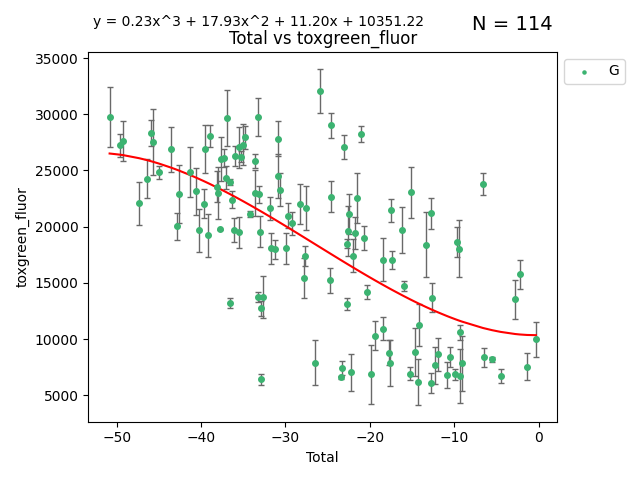 y = 0.23x^3 + 17.93x^2 + 11.20x + 10351.22
N = 114
Total vs toxgreen_fluor
G
toxgreen_fluor
35000
30000
25000
20000
15000
10000
5000
−50 −40 −30 −20 −10 0
Total